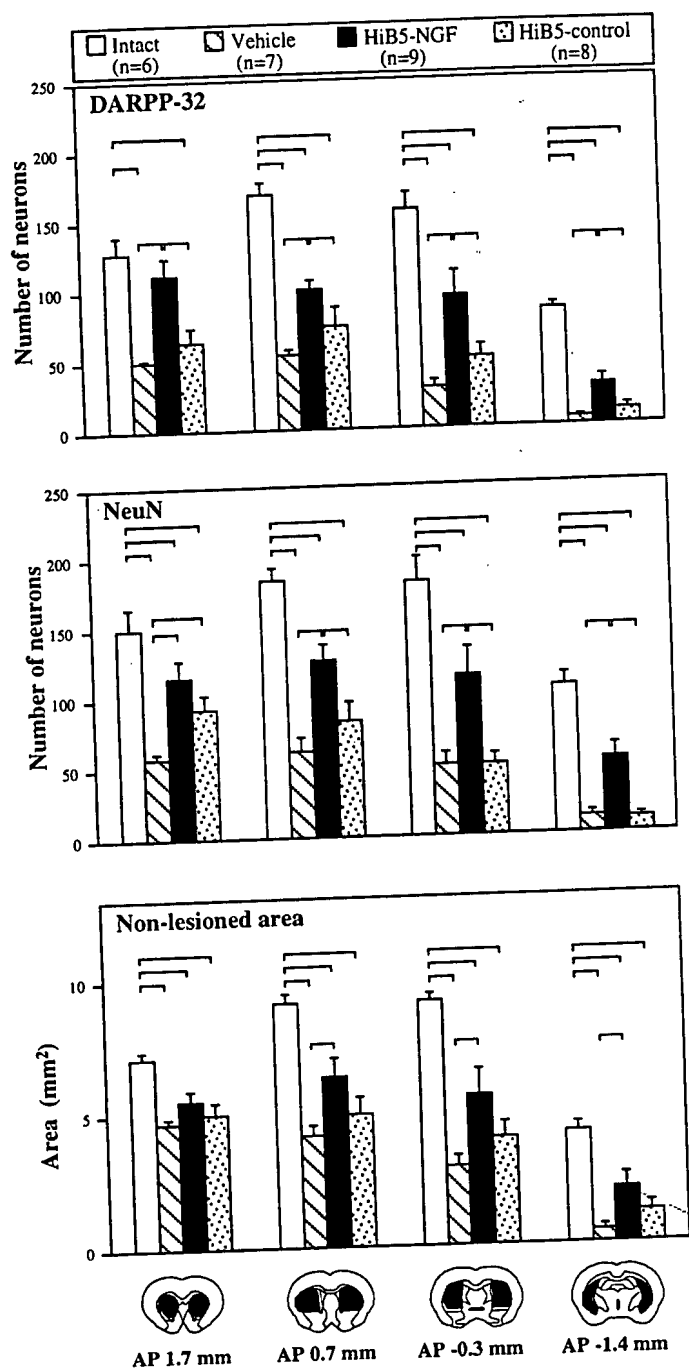 Intact Vehicle HiB5-NGF HiB5-control
(n=6) (n=7) (n=9) (n=8)
250
DARPP-32
200
150
100
50
0
Number of neurons
250
NeuN
200
150
100
50
0
Number of neurons
Non-lesioned area
10
5
0
Area (mm²)
AP 1.7 mm AP 0.7 mm AP -0.3 mm AP -1.4 mm